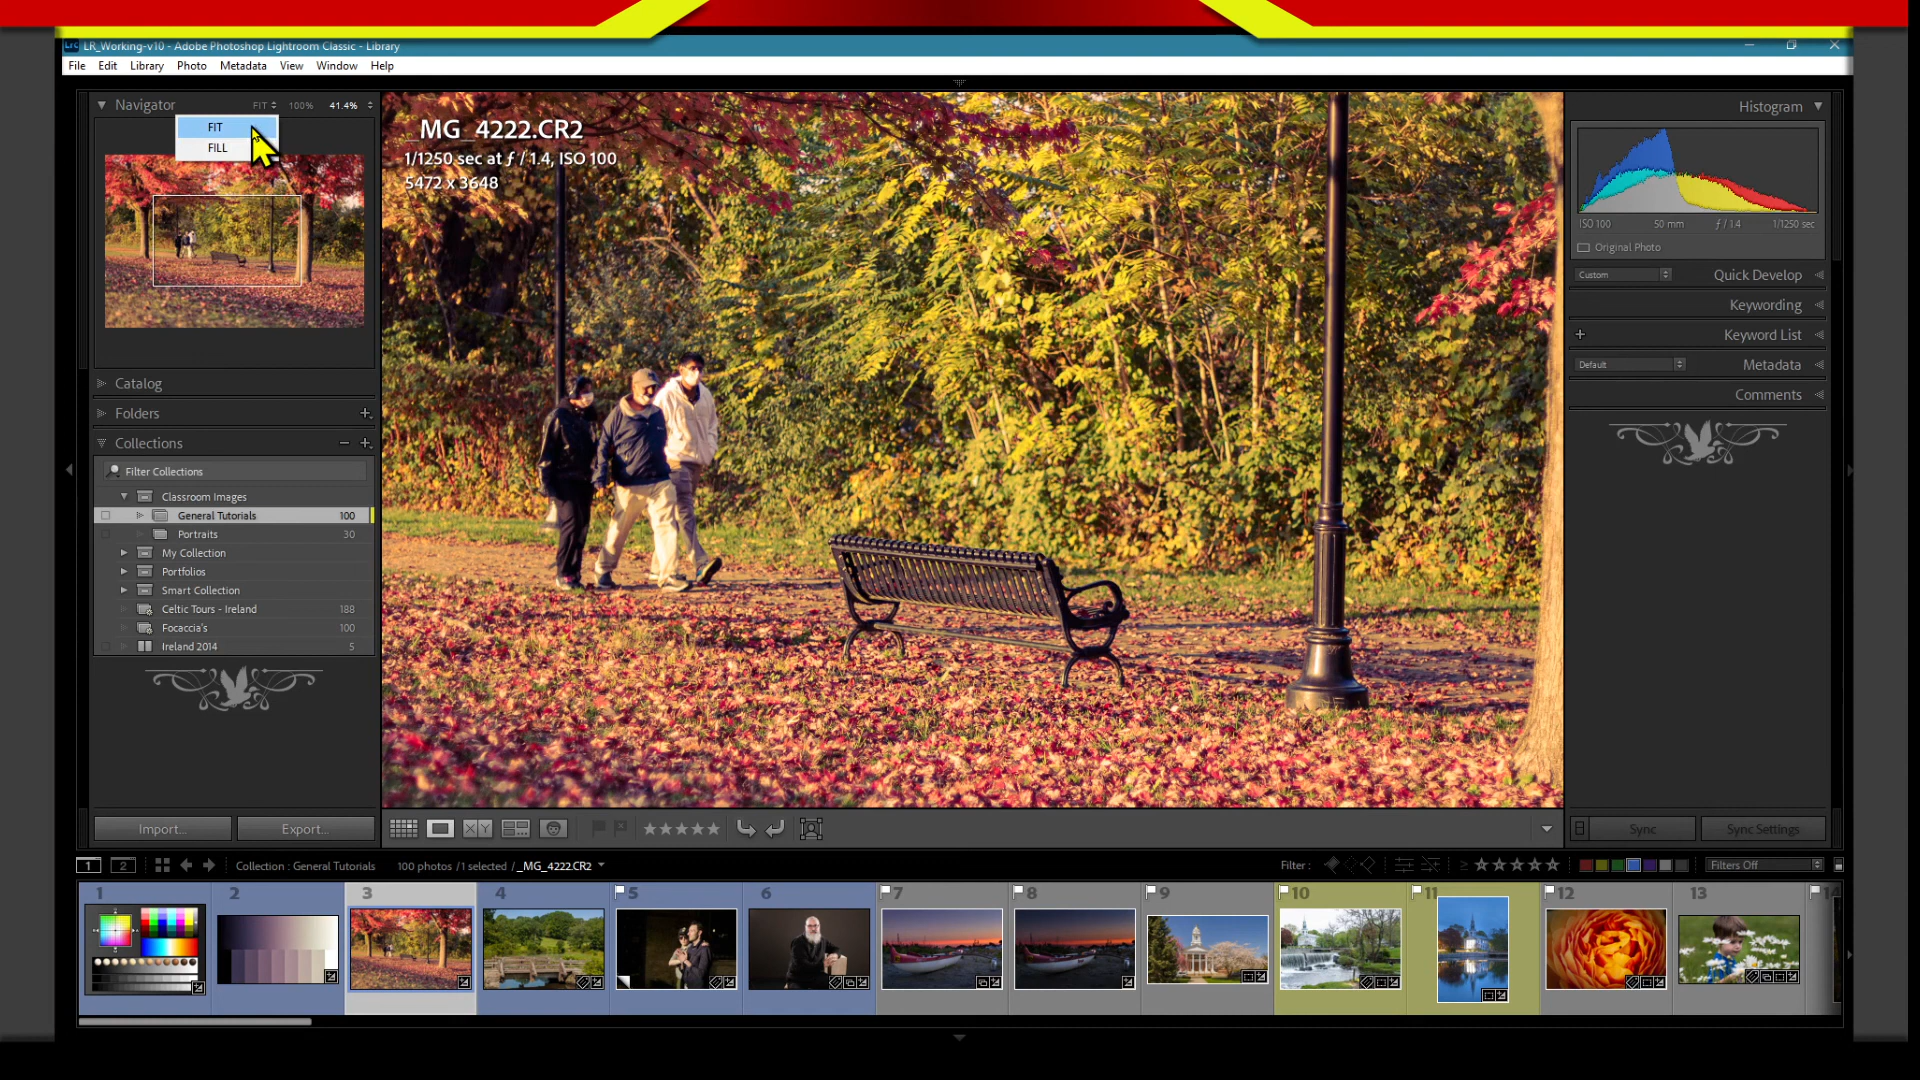 LrC LR_Working-v10 - Adobe Photoshop Lightroom Classic - Library
File Edit Library Photo Metadata View Window Help
Navigator FIT 100% 41.4%
FIT
FILL
_MG_4222.CR2
1/1250 sec at ƒ / 1.4, ISO 100
5472 x 3648
Histogram
ISO 100 50 mm ƒ / 1.4 1/1250 sec
Original Photo
Custom Quick Develop
Keywording
Keyword List
Default Metadata
Comments
Catalog
Folders
Collections
Filter Collections
Classroom Images
General Tutorials 100
Portraits 30
My Collection
Portfolios
Smart Collection
Celtic Tours - Ireland 188
Focaccia's 100
Ireland 2014 5
Import... Export...
XY
Sync Sync Settings
1 2 Collection : General Tutorials 100 photos / 1 selected / _MG_4222.CR2 Filter : Filters Off
1 2 3 4 5 6 7 8 9 10 11 12 13 14